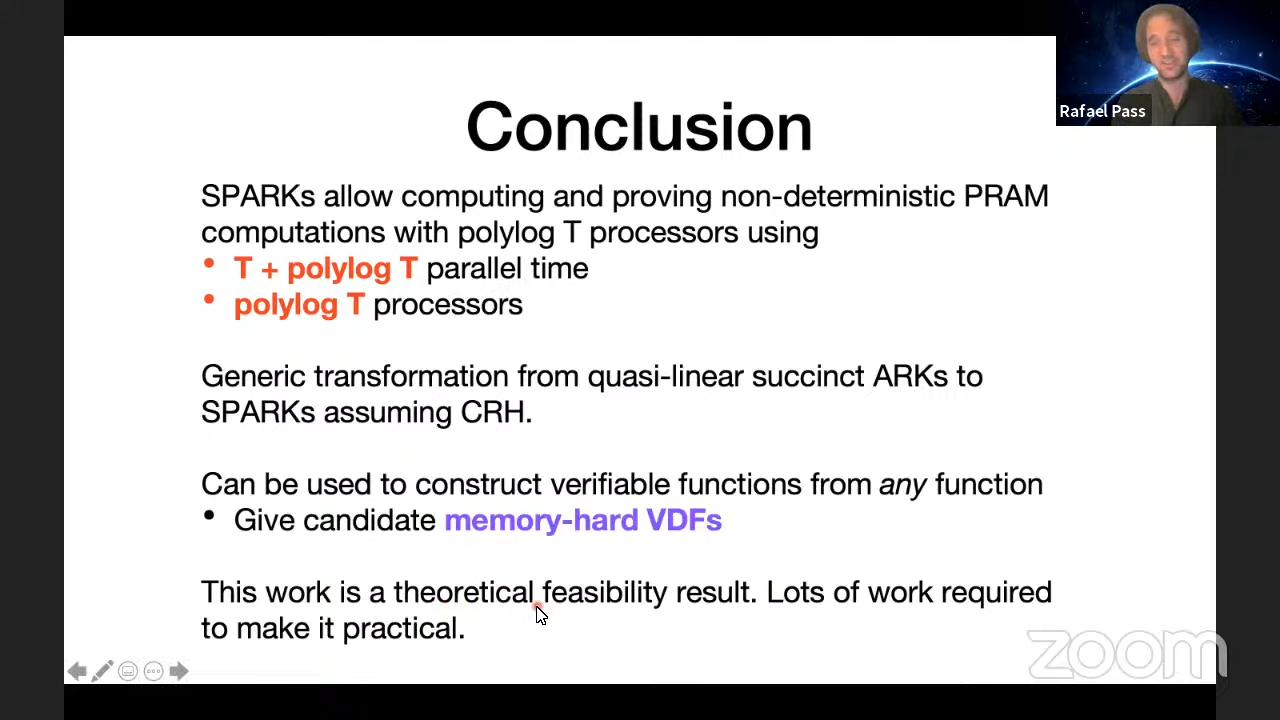 Rafael Pass
Conclusion
SPARKs allow computing and proving non-deterministic PRAM
computations with polylog T processors using
• T + polylog T parallel time
• polylog T processors
Generic transformation from quasi-linear succinct ARKs to
SPARKs assuming CRH.
Can be used to construct verifiable functions from any function
• Give candidate memory-hard VDFs
This work is a theoretical feasibility result. Lots of work required
to make it practical.
zoom